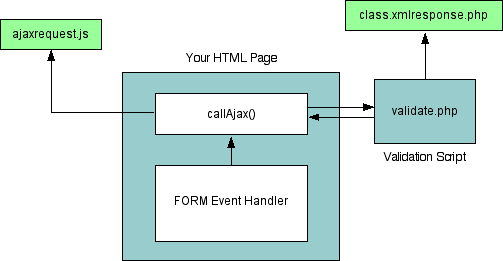 class.xmlresponse.php
ajaxrequest.js
Your HTML Page
callAjax()
validate.php
Validation Script
FORM Event Handler